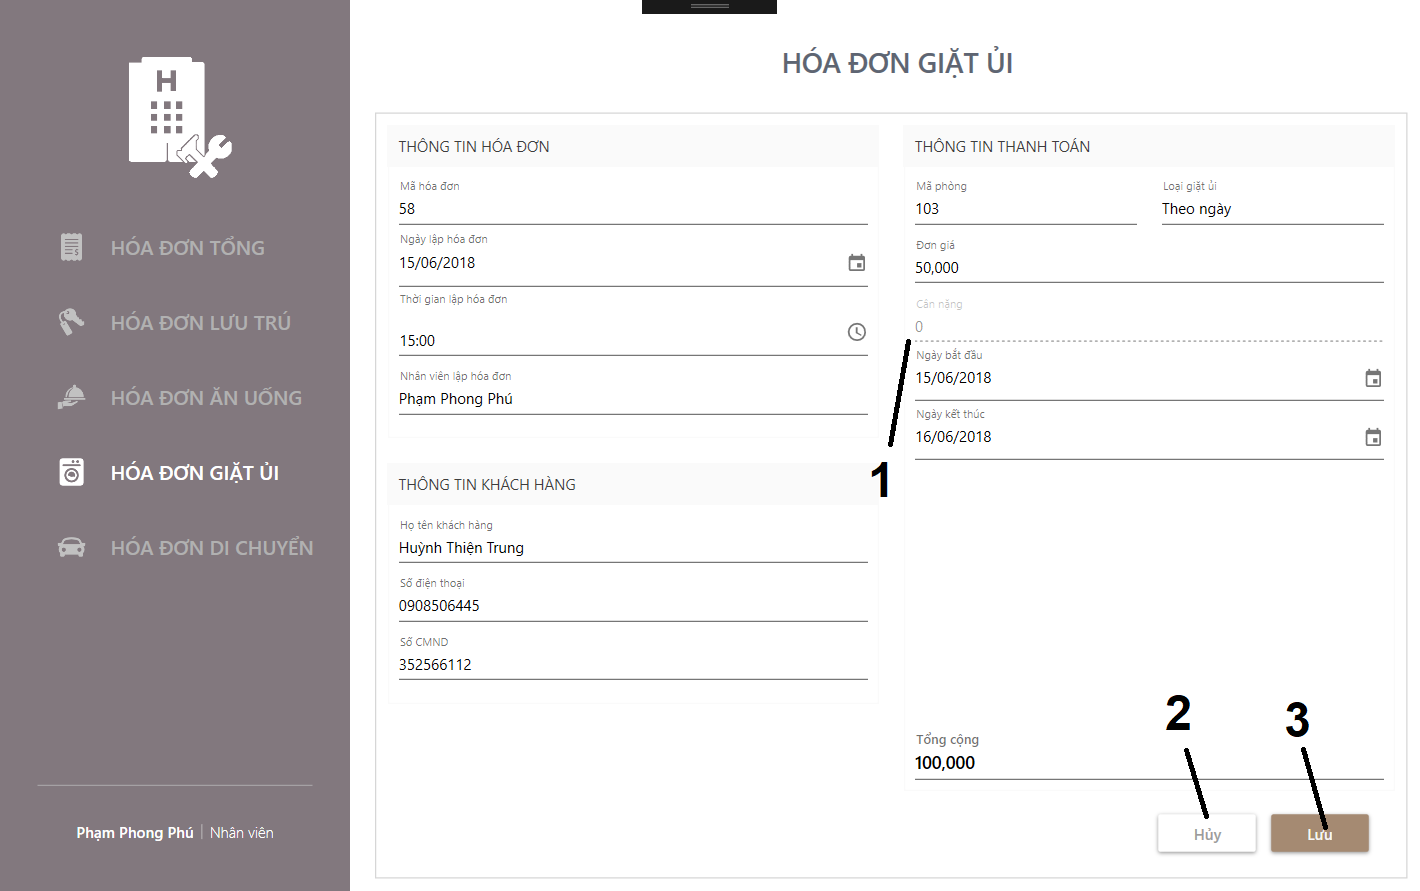 H
HÓA ĐƠN TỔNG
HÓA ĐƠN LƯU TRÚ
HÓA ĐƠN ĂN UỐNG
HÓA ĐƠN GIẶT ỦI
HÓA ĐƠN DI CHUYỂN
Phạm Phong Phú | Nhân viên
HÓA ĐƠN GIẶT ỦI
THÔNG TIN HÓA ĐƠN
Mã hóa đơn
58
Ngày lập hóa đơn
15/06/2018
Thời gian lập hóa đơn
15:00
Nhân viên lập hóa đơn
Phạm Phong Phú
THÔNG TIN KHÁCH HÀNG
Họ tên khách hàng
Huỳnh Thiện Trung
Số điện thoại
0908506445
Số CMND
352566112
THÔNG TIN THANH TOÁN
Mã phòng
103
Loại giặt ủi
Theo ngày
Đơn giá
50,000
Cân nặng
0
Ngày bắt đầu
15/06/2018
Ngày kết thúc
16/06/2018
1
2
3
Tổng cộng
100,000
Hủy
Lưu